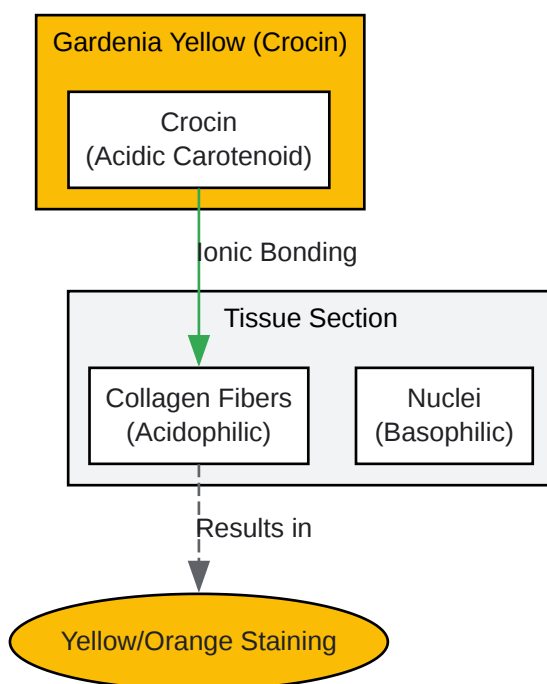 Gardenia Yellow (Crocin)
Crocin
(Acidic Carotenoid)
Ionic Bonding
Tissue Section
Collagen Fibers
(Acidophilic)
Nuclei
(Basophilic)
Results in
Yellow/Orange Staining